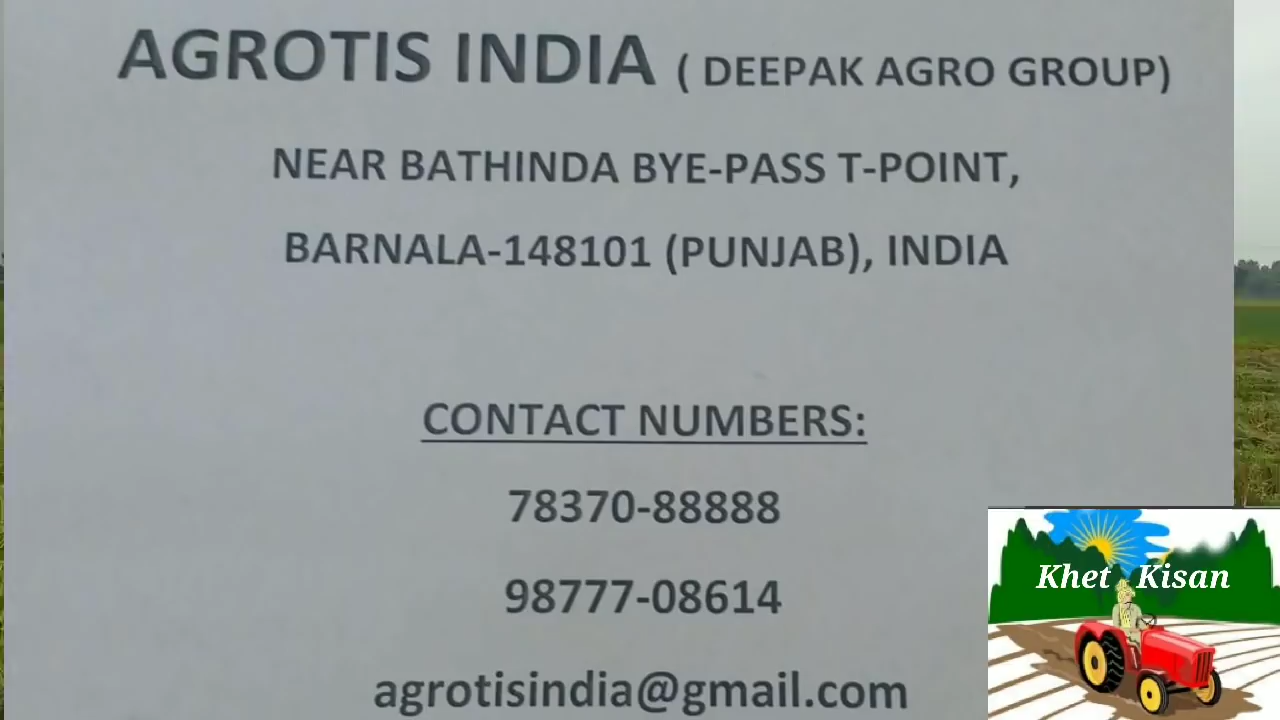 AGROTIS INDIA ( DEEPAK AGRO GROUP)
NEAR BATHINDA BYE-PASS T-POINT,
BARNALA-148101 (PUNJAB), INDIA
CONTACT NUMBERS:
78370-88888
98777-08614
agrotisindia@gmail.com
Khet Kisan